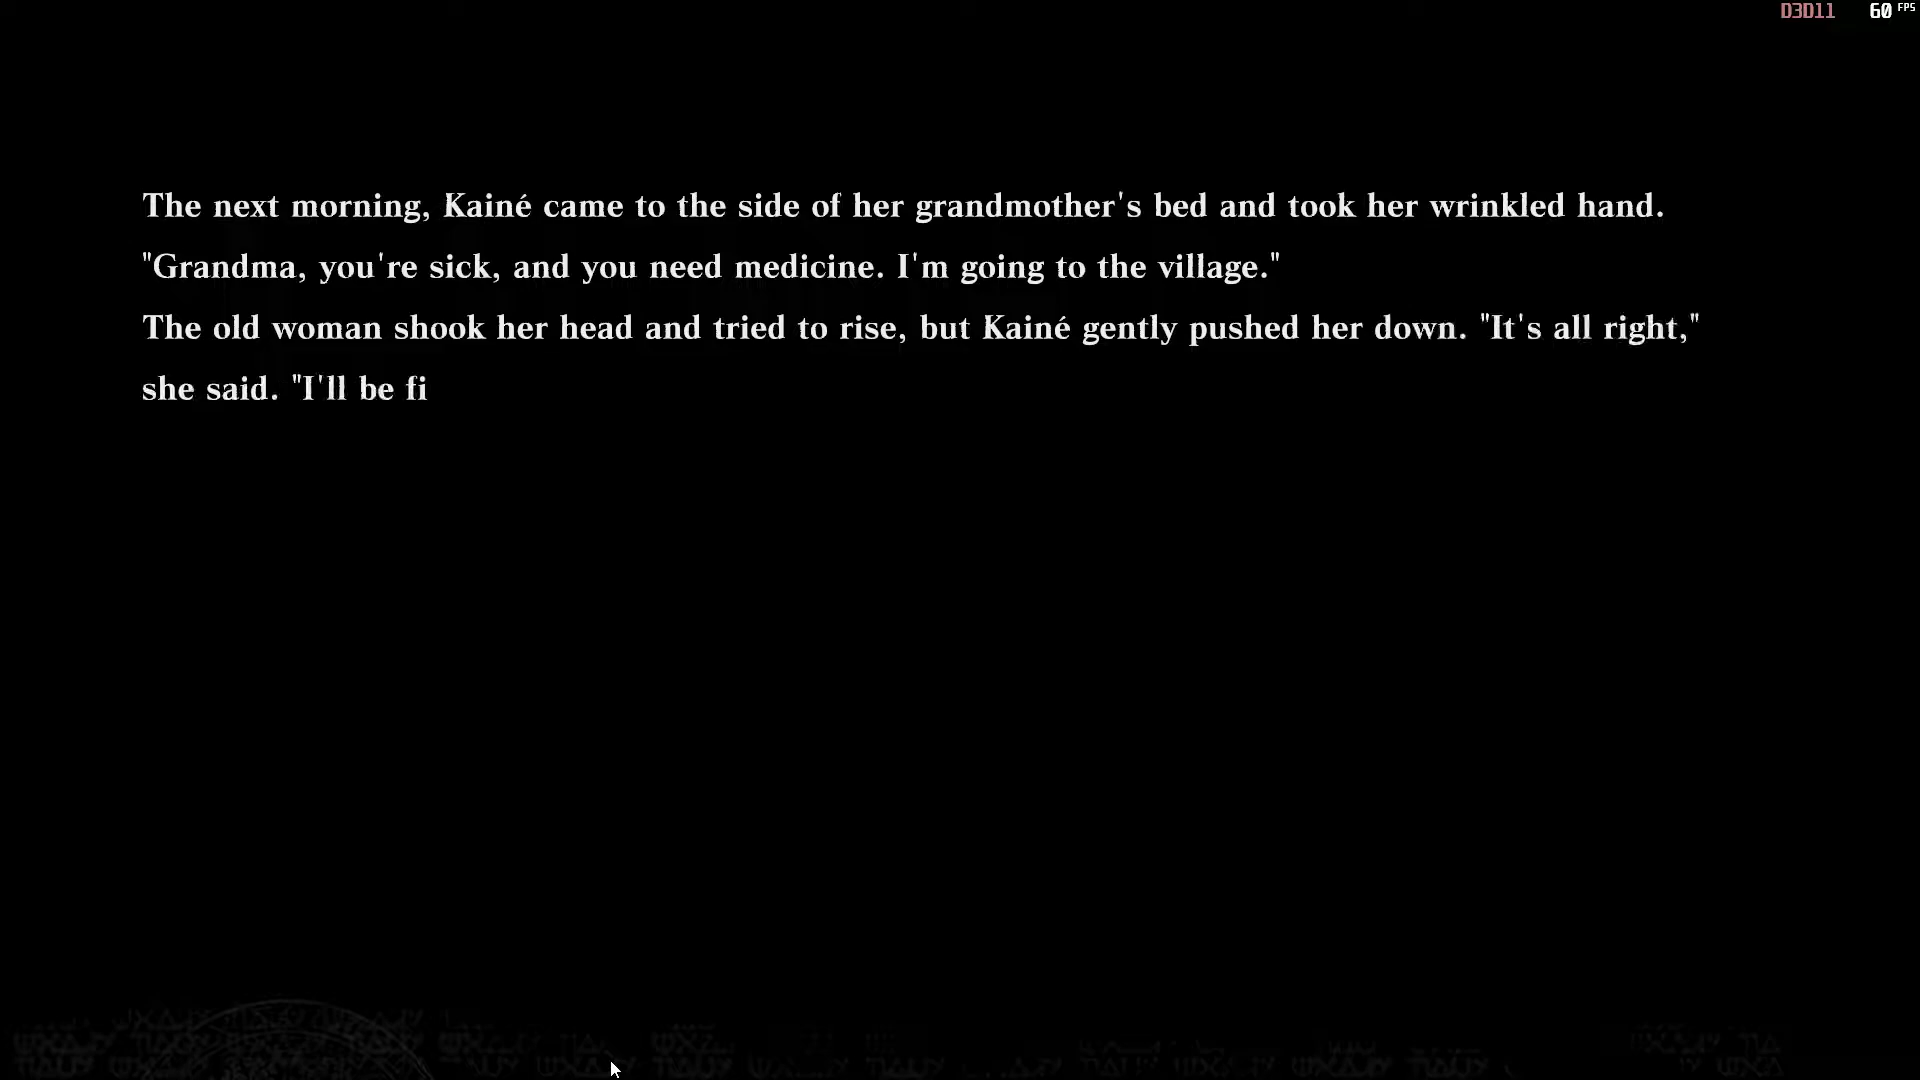 D3D11 60 FPS
The next morning, Kainé came to the side of her grandmother's bed and took her wrinkled hand.
"Grandma, you're sick, and you need medicine. I'm going to the village."
The old woman shook her head and tried to rise, but Kainé gently pushed her down. "It's all right,"
she said. "I'll be fi